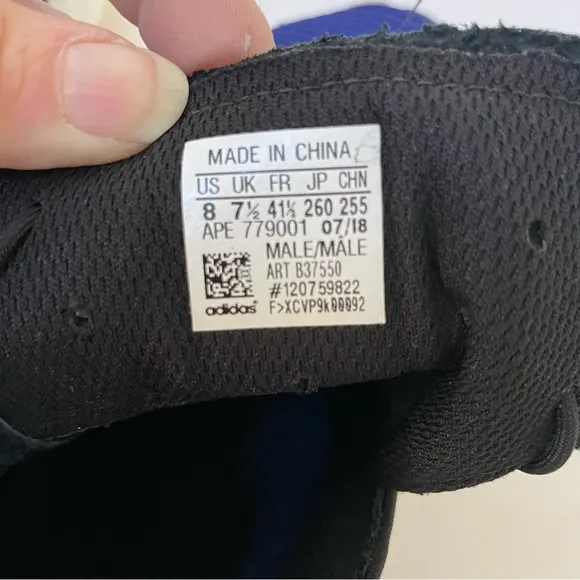 MADE IN CHINA
US UK FR JP CHN
8 7½ 41⅓ 260 255
APE 779001 07/18
MALE/MÂLE
ART B37550
#120759822
adidas F>XCVP9k00092